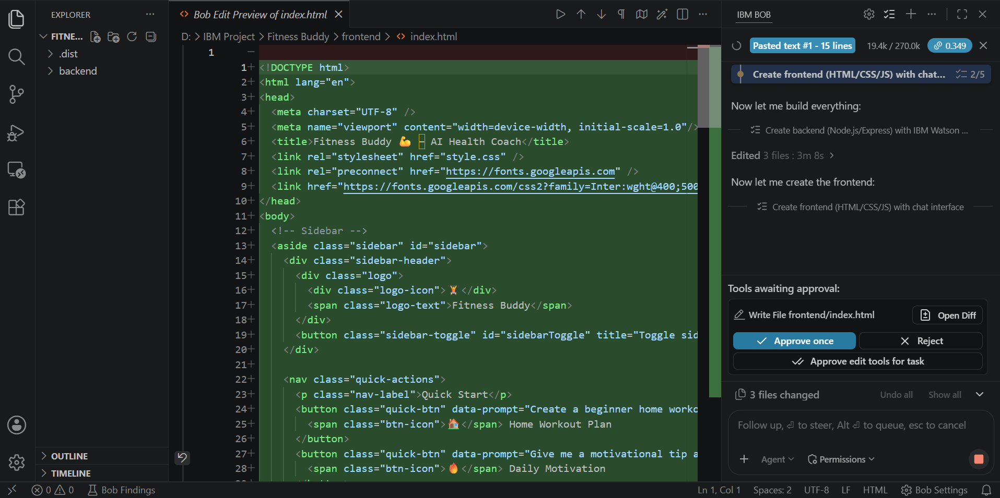 EXPLORER
FITNE...
.dist
backend
OUTLINE
TIMELINE
Bob Edit Preview of index.html
D: > IBM Project > Fitness Buddy > frontend > <> index.html
1 —
1+ <!DOCTYPE html>
2+ <html lang="en">
3+ <head>
4+ <meta charset="UTF-8" />
5+ <meta name="viewport" content="width=device-width, initial-scale=1.0"/>
6+ <title>Fitness Buddy 💪 – AI Health Coach</title>
7+ <link rel="stylesheet" href="style.css" />
8+ <link rel="preconnect" href="https://fonts.googleapis.com" />
9+ <link href="https://fonts.googleapis.com/css2?family=Inter:wght@400;500
10+ </head>
11+ <body>
12+ <!-- Sidebar -->
13+ <aside class="sidebar" id="sidebar">
14+ <div class="sidebar-header">
15+ <div class="logo">
16+ <div class="logo-icon">🏋️</div>
17+ <span class="logo-text">Fitness Buddy</span>
18+ </div>
19+ <button class="sidebar-toggle" id="sidebarToggle" title="Toggle sid
20+ </div>
21+
22+ <nav class="quick-actions">
23+ <p class="nav-label">Quick Start</p>
24+ <button class="quick-btn" data-prompt="Create a beginner home worko
25+ <span class="btn-icon">🏠</span> Home Workout Plan
26+ </button>
27+ <button class="quick-btn" data-prompt="Give me a motivational tip a
28+ <span class="btn-icon">🔥</span> Daily Motivation
IBM BOB
Pasted text #1 - 15 lines 19.4k / 270.0k 0.349
Create frontend (HTML/CSS/JS) with chat... 2/5
Now let me build everything:
Create backend (Node.js/Express) with IBM Watson ...
Edited 3 files : 3m 8s >
Now let me create the frontend:
Create frontend (HTML/CSS/JS) with chat interface
Tools awaiting approval:
Write File frontend/index.html Open Diff
Approve once Reject
Approve edit tools for task
3 files changed Undo all Show all
Follow up, ⏎ to steer, Alt ⏎ to queue, esc to cancel
Agent Permissions
0 0 Bob Findings Ln 1, Col 1 Spaces: 2 UTF-8 LF HTML Bob Settings